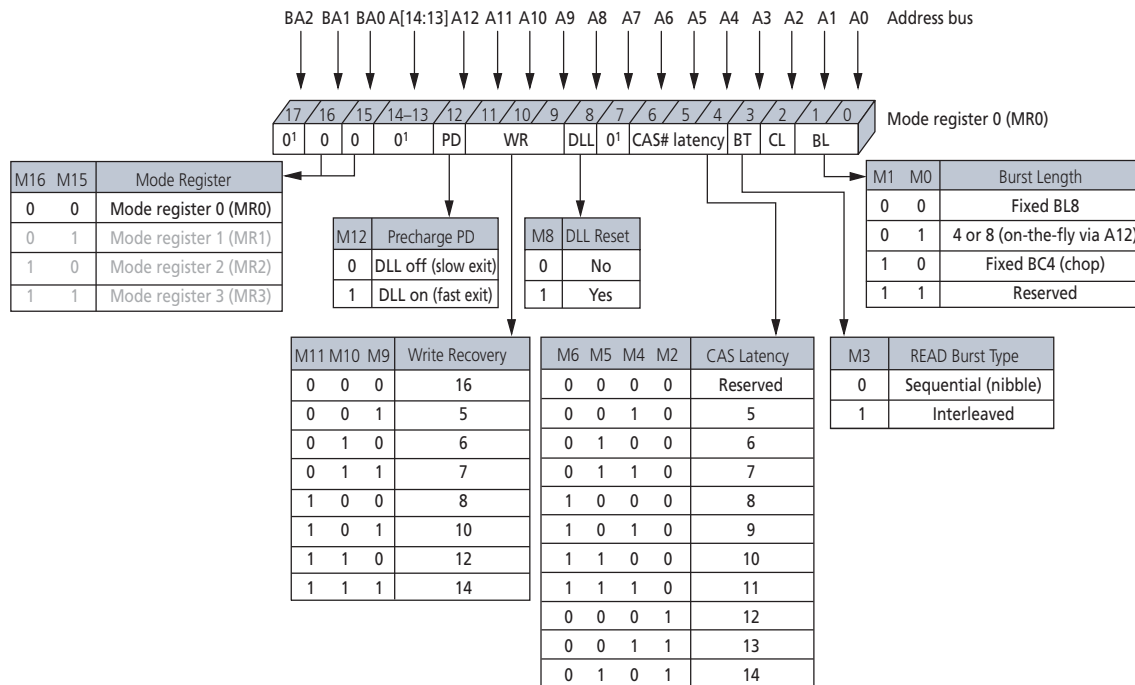 BA2 BA1 BA0 A[14:13] A12 A11 A10 A9 A8 A7 A6 A5 A4 A3 A2 A1 A0 Address bus
17 16 15 14–13 12 11 10 9 8 7 6 5 4 3 2 1 0
Mode register 0 (MR0)
0¹ 0 0 0¹ PD WR DLL 0¹ CAS# latency BT CL BL
M16 M15 Mode Register
0 0 Mode register 0 (MR0)
0 1 Mode register 1 (MR1)
1 0 Mode register 2 (MR2)
1 1 Mode register 3 (MR3)
M12 Precharge PD
0 DLL off (slow exit)
1 DLL on (fast exit)
M8 DLL Reset
0 No
1 Yes
M1 M0 Burst Length
0 0 Fixed BL8
0 1 4 or 8 (on-the-fly via A12)
1 0 Fixed BC4 (chop)
1 1 Reserved
M11 M10 M9 Write Recovery
0 0 0 16
0 0 1 5
0 1 0 6
0 1 1 7
1 0 0 8
1 0 1 10
1 1 0 12
1 1 1 14
M6 M5 M4 M2 CAS Latency
0 0 0 0 Reserved
0 0 1 0 5
0 1 0 0 6
0 1 1 0 7
1 0 0 0 8
1 0 1 0 9
1 1 0 0 10
1 1 1 0 11
0 0 0 1 12
0 0 1 1 13
0 1 0 1 14
M3 READ Burst Type
0 Sequential (nibble)
1 Interleaved